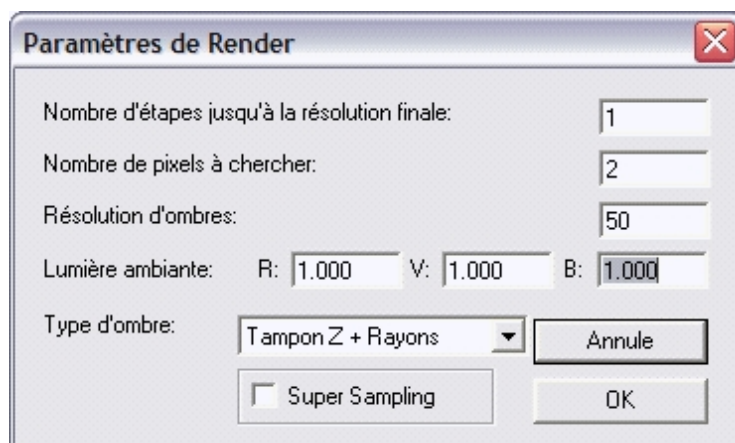 Paramètres de Render
Nombre d'étapes jusqu'à la résolution finale: 1
Nombre de pixels à chercher: 2
Résolution d'ombres: 50
Lumière ambiante: R: 1.000 V: 1.000 B: 1.000
Type d'ombre: Tampon Z + Rayons Annule
Super Sampling OK